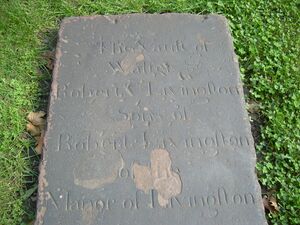 The Vault of
Walter
Robert C Livingston
Sons of
Robert Livingston
of
Manor of Livingston